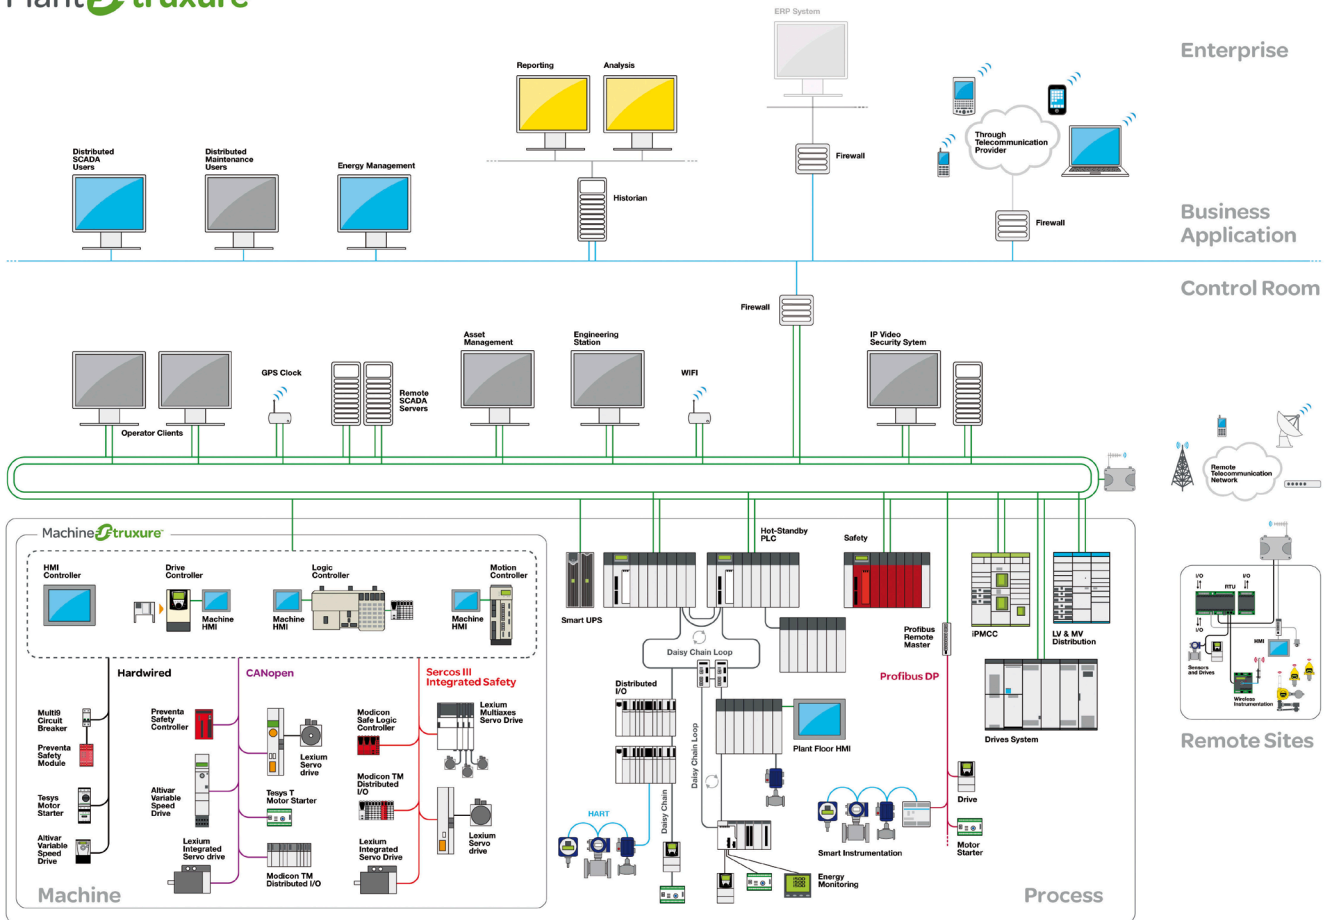 Plant Struxure
ERP System
Enterprise
Reporting
Analysis
Through
Telecommunication
Provider
Firewall
Distributed
SCADA
Users
Distributed
Maintenance
Users
Energy Management
Historian
Firewall
Business
Application
Control Room
Firewall
Asset
Management
Engineering
Station
IP Video
Security Sytem
GPS Clock
WIFI
Remote
SCADA
Servers
Operator Clients
Remote
Telecommunication
Network
Machine Struxure™
Hot-Standby
PLC
Safety
HMI
Controller
Drive
Controller
Logic
Controller
Motion
Controller
Machine
HMI
Machine
HMI
Machine
HMI
Smart UPS
Profibus
Remote
Master
iPMCC
LV & MV
Distribution
I/O
I/O
RTU
I/O
HMI
Sensors
and Drives
Wireless
Instrumentation
Remote Sites
Daisy Chain Loop
Hardwired
CANopen
Sercos III
Integrated Safety
Profibus DP
Distributed
I/O
Multi9
Circuit
Breaker
Preventa
Safety
Controller
Modicon
Safe Logic
Controller
Lexium
Multiaxes
Servo Drive
Preventa
Safety
Module
Lexium
Servo
drive
Daisy Chain Loop
Plant Floor HMI
Drives System
Tesys
Motor
Starter
Altivar
Variable
Speed
Drive
Tesys T
Motor Starter
Modicon TM
Distributed
I/O
Daisy Chain
Drive
HART
Altivar
Variable
Speed
Drive
Lexium
Integrated
Servo drive
Modicon TM
Distributed I/O
Lexium
Integrated
Servo Drive
Lexium
Servo
drive
Smart Instrumentation
Motor
Starter
Energy
Monitoring
Machine
Process